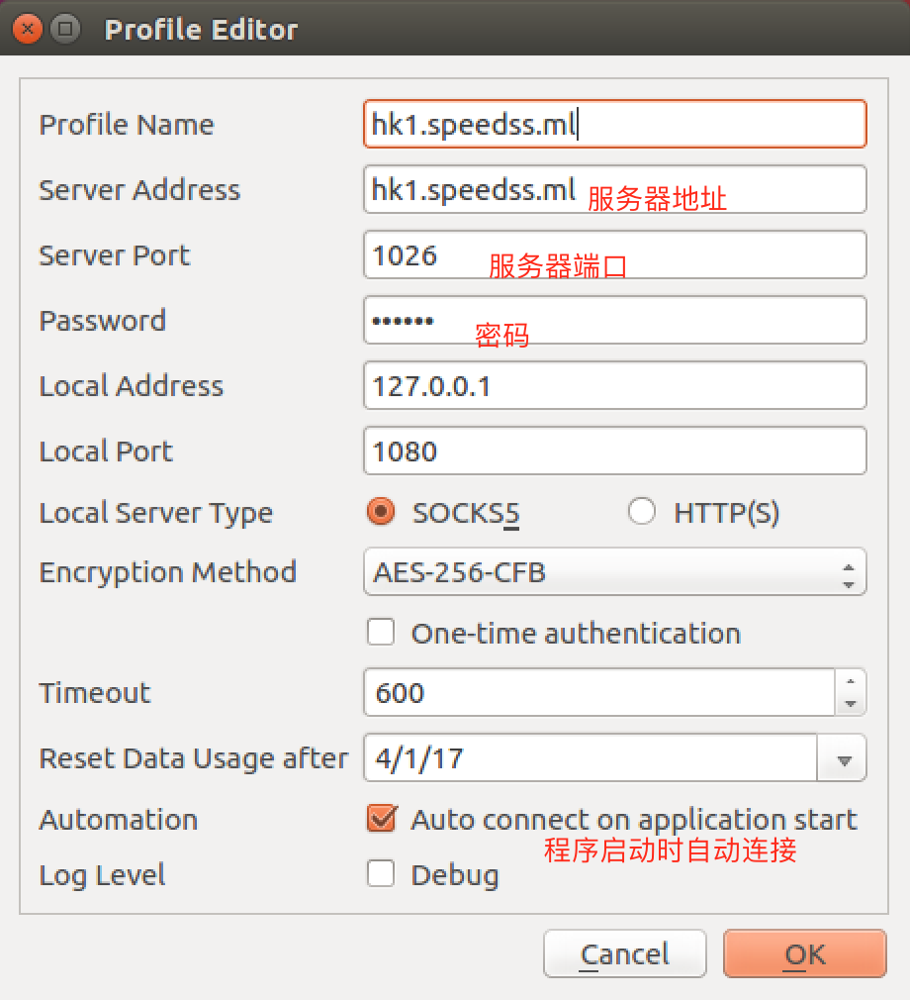 Profile Editor
Profile Name hk1.speedss.ml
Server Address hk1.speedss.ml 服务器地址
Server Port 1026 服务器端口
Password •••••• 密码
Local Address 127.0.0.1
Local Port 1080
Local Server Type SOCKS5 HTTP(S)
Encryption Method AES-256-CFB
One-time authentication
Timeout 600
Reset Data Usage after 4/1/17
Automation Auto connect on application start
程序启动时自动连接
Log Level Debug
Cancel OK